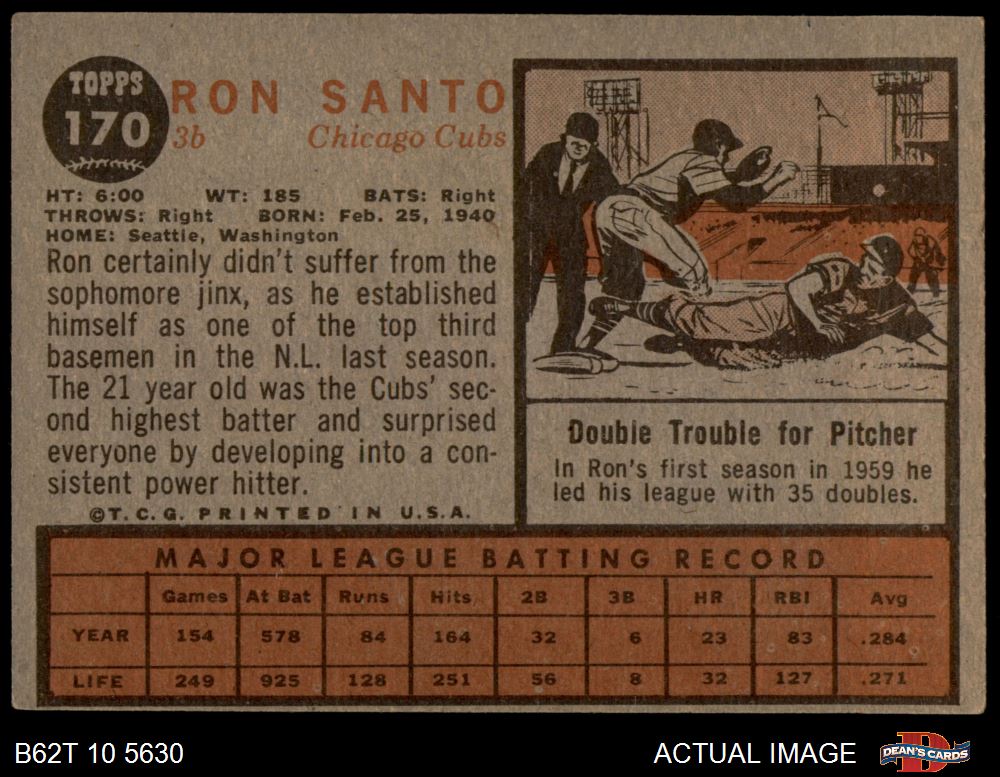 TOPPS
170
RON SANTO
3b Chicago Cubs
HT: 6:00 WT: 185 BATS: Right
THROWS: Right BORN: Feb. 25, 1940
HOME: Seattle, Washington
Ron certainly didn't suffer from the
sophomore jinx, as he established
himself as one of the top third
basemen in the N.L. last season.
The 21 year old was the Cubs' sec-
ond highest batter and surprised
everyone by developing into a con-
sistent power hitter.
©T.C.G. PRINTED IN U.S.A.
Double Trouble for Pitcher
In Ron's first season in 1959 he
led his league with 35 doubles.
MAJOR LEAGUE BATTING RECORD
Games At Bat Runs Hits 2B 3B HR RBI Avg
YEAR 154 578 84 164 32 6 23 83 .284
LIFE 249 925 128 251 56 8 32 127 .271
B62T 10 5630
ACTUAL IMAGE
DEAN'S CARDS